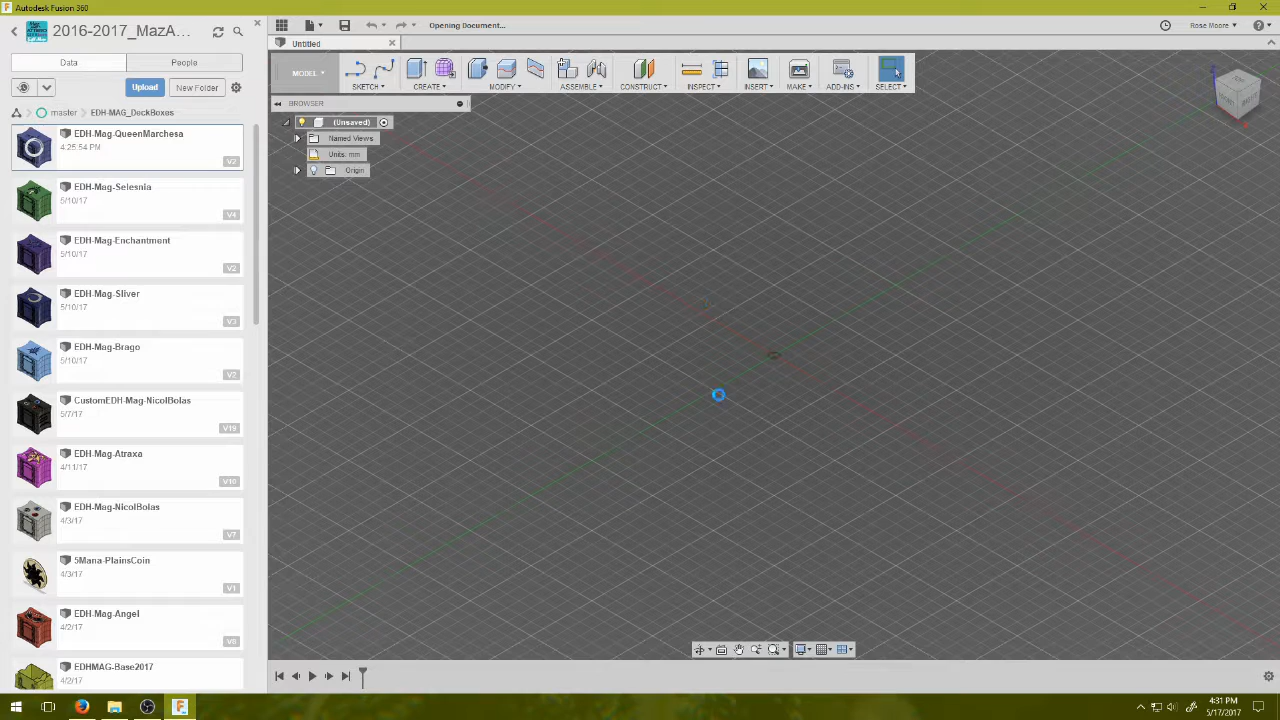 Autodesk Fusion 360
2016-2017_MazA...
Opening Document...
Rose Moore
Untitled
Data
People
MODEL
SKETCH
CREATE
MODIFY
ASSEMBLE
CONSTRUCT
INSPECT
INSERT
MAKE
ADD-INS
SELECT
Upload
New Folder
BROWSER
master
EDH-MAG_DeckBoxes
(Unsaved)
Named Views
Units: mm
Origin
EDH-Mag-QueenMarchesa
4:25:54 PM
V2
EDH-Mag-Selesnia
5/10/17
V4
EDH-Mag-Enchantment
5/10/17
V2
EDH-Mag-Sliver
5/10/17
V3
EDH-Mag-Brago
5/10/17
V2
CustomEDH-Mag-NicolBolas
5/7/17
V19
EDH-Mag-Atraxa
4/11/17
V10
EDH-Mag-NicolBolas
4/3/17
V7
5Mana-PlainsCoin
4/3/17
V1
EDH-Mag-Angel
4/2/17
V8
EDHMAG-Base2017
4/2/17
4:31 PM
5/17/2017